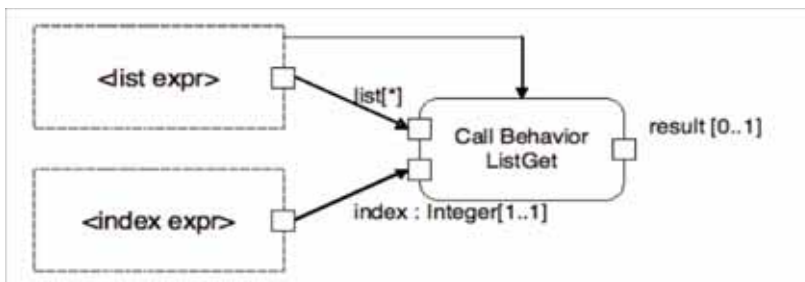 <list expr>
list[*]
Call Behavior
ListGet
result [0..1]
<index expr>
index : Integer[1..1]